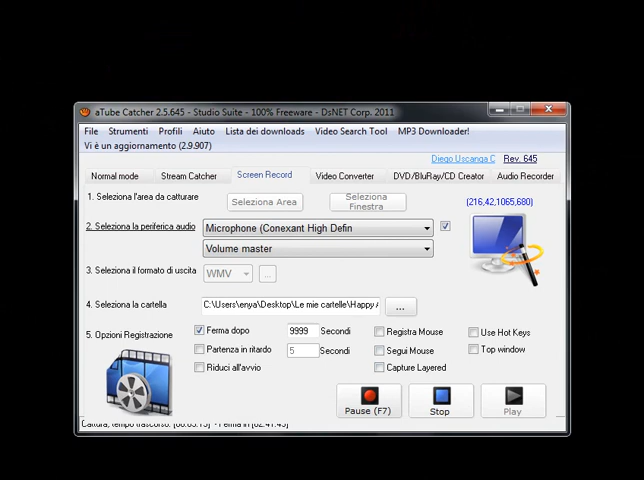 aTube Catcher 2.5.645 - Studio Suite - 100% Freeware - DsNET Corp. 2011
File Strumenti Profili Aiuto Lista dei downloads Video Search Tool MP3 Downloader!
Vi è un aggiornamento (2.9.907)
Diego Uscanga C Rev. 645
Normal mode Stream Catcher Screen Record Video Converter DVD/BluRay/CD Creator Audio Recorder
1. Seleziona l'area da catturare Seleziona Area Seleziona Finestra (216,42,1065,680)
2. Seleziona la periferica audio Microphone (Conexant High Defin
Volume master
3. Seleziona il formato di uscita WMV ...
4. Seleziona la cartella C:\Users\enya\Desktop\Le mie cartelle\Happy ...
5. Opzioni Registrazione Ferma dopo 9999 Secondi Registra Mouse Use Hot Keys
Partenza in ritardo 5 Secondi Segui Mouse Top window
Riduci all'avvio Capture Layered
Pause (F7) Stop Play
Cattura, tempo trascorso: